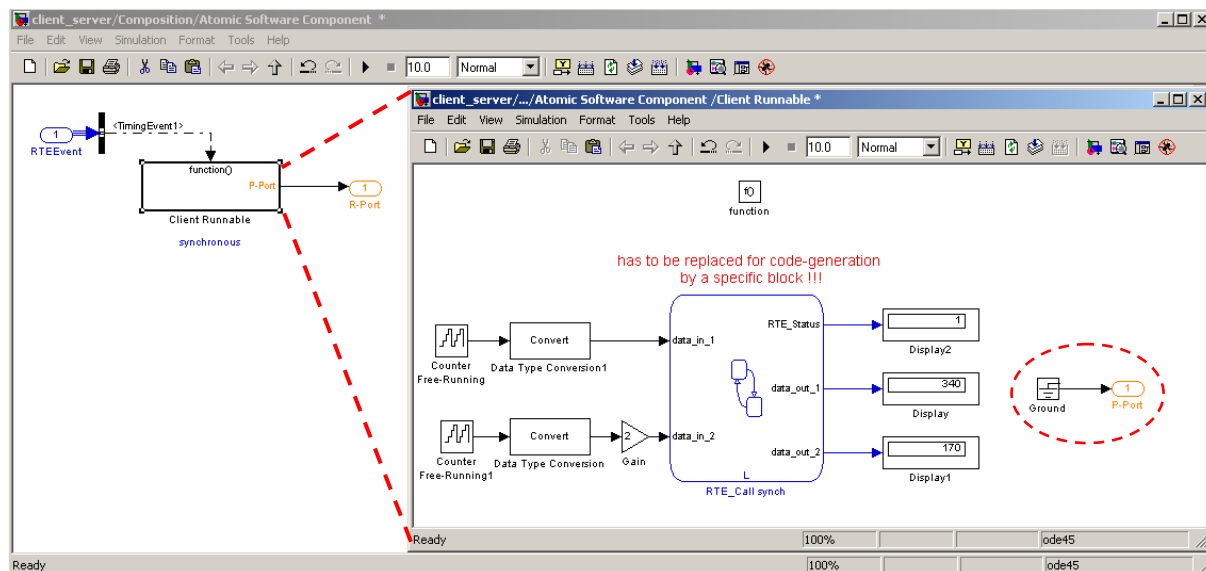 client_server/Composition/Atomic Software Component *
File Edit View Simulation Format Tools Help
10.0 Normal
1
RTEEvent
<TimingEvent1>
function()
P-Port
Client Runnable
synchronous
1
R-Port
client_server/.../Atomic Software Component /Client Runnable *
File Edit View Simulation Format Tools Help
10.0 Normal
f()
function
has to be replaced for code-generation
by a specific block !!!
Counter
Free-Running
Convert
Data Type Conversion1
data_in_1
RTE_Status
1
Display2
data_out_1
340
Display
Ground
1
P-Port
Counter
Free-Running1
Convert
Data Type Conversion
2
Gain
data_in_2
data_out_2
170
Display1
L
RTE_Call synch
Ready 100% ode45
Ready 100% ode45